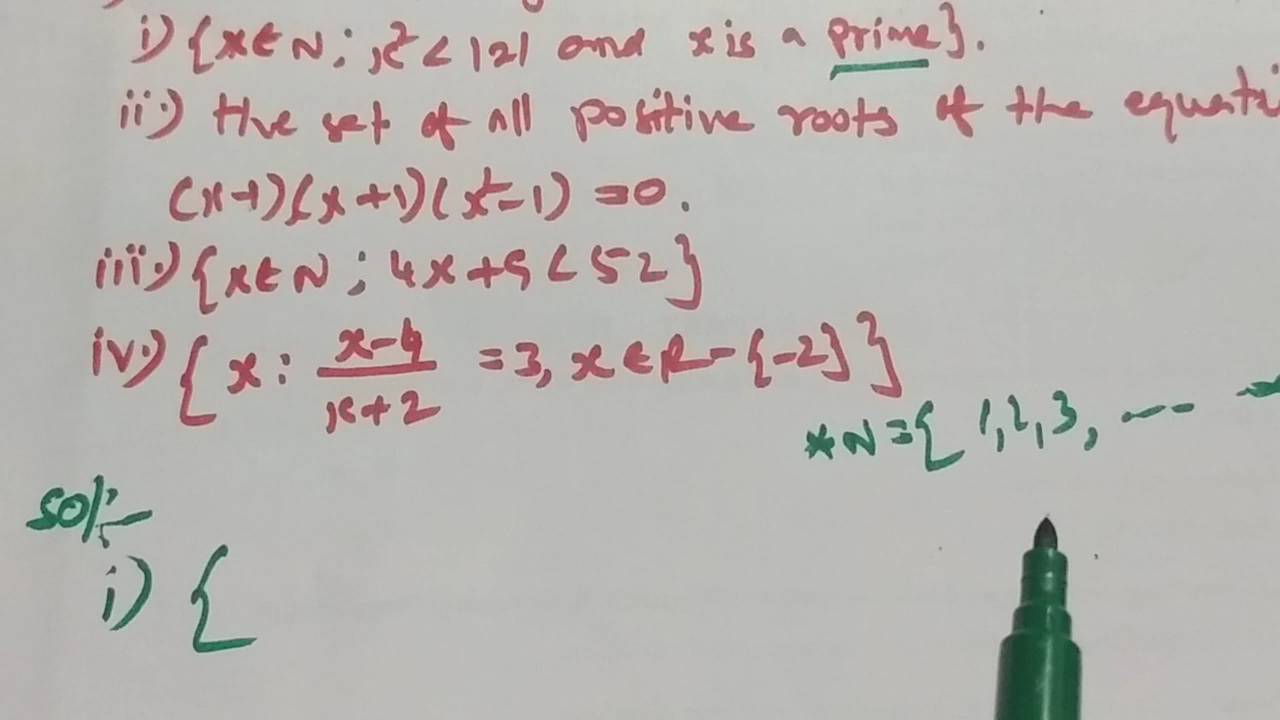 i) {x∈N; x²<121 and x is a prime}.
ii) the set of all positive roots of the equati
(x-1)(x+1)(x²-1) =0.
iii) {x∈N; 4x+9<52}
iv) {x: x-4/x+2 =3, x∈R-{-2}}
*N={1,2,3, ---
sol:-
i) {